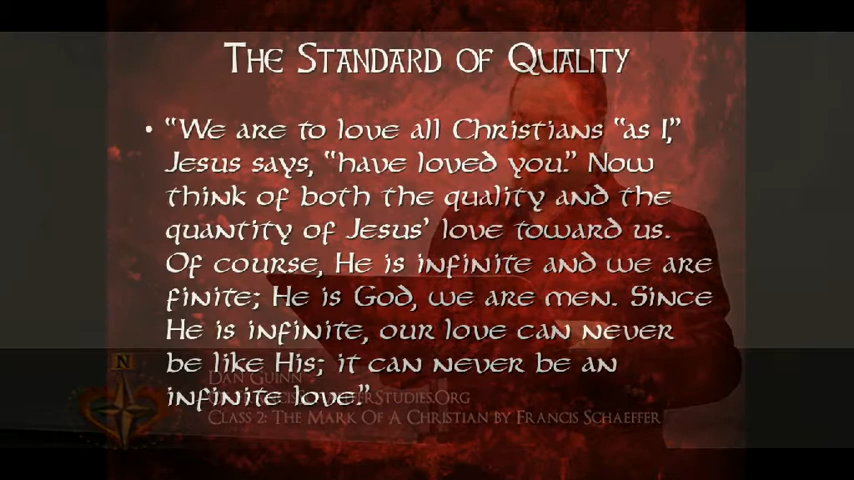 The Standard of Quality
• "We are to love all Christians "as I,"
Jesus says, "have loved you." Now
think of both the quality and the
quantity of Jesus' love toward us.
Of course, He is infinite and we are
finite; He is God, we are men. Since
He is infinite, our love can never
be like His; it can never be an
infinite love."
N
Dan Guinn
Class 2: The Mark Of A Christian by Francis Schaeffer